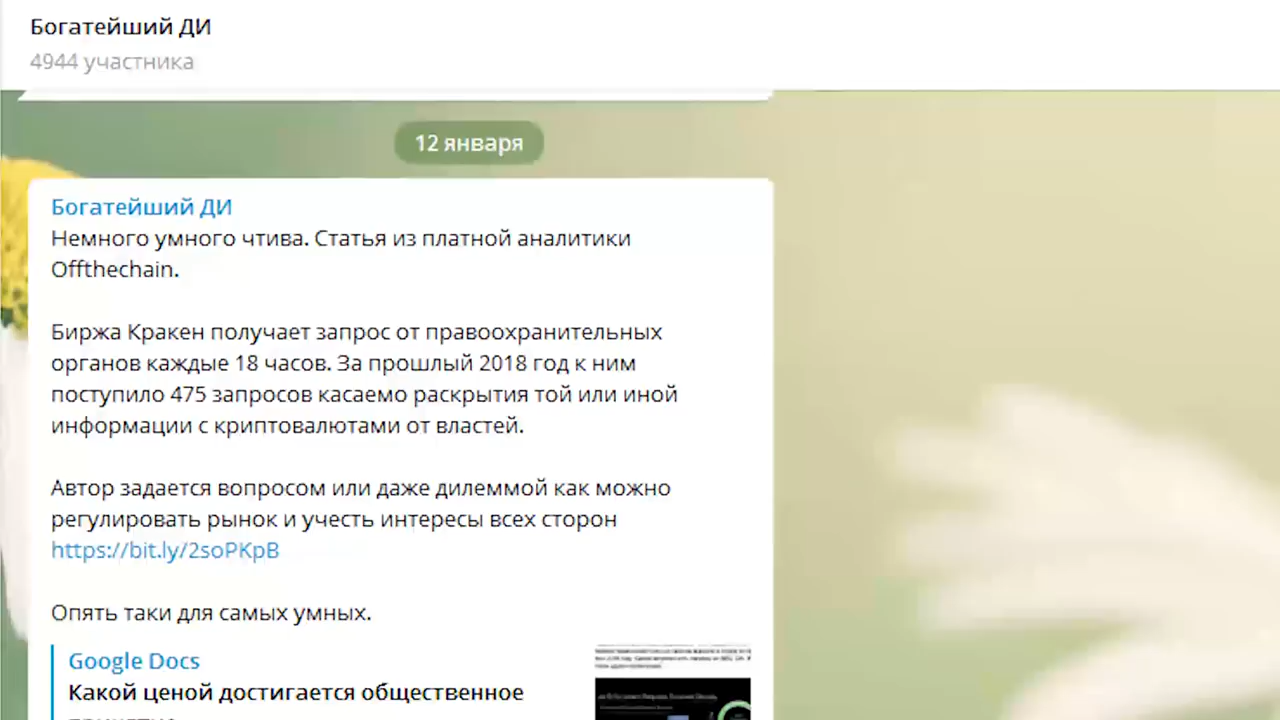 Богатейший ДИ
4944 участника
12 января
Богатейший ДИ
Немного умного чтива. Статья из платной аналитики
Offthechain.
Биржа Кракен получает запрос от правоохранительных
органов каждые 18 часов. За прошлый 2018 год к ним
поступило 475 запросов касаемо раскрытия той или иной
информации с криптовалютами от властей.
Автор задается вопросом или даже дилеммой как можно
регулировать рынок и учесть интересы всех сторон
https://bit.ly/2soPKpB
Опять таки для самых умных.
Google Docs
Какой ценой достигается общественное